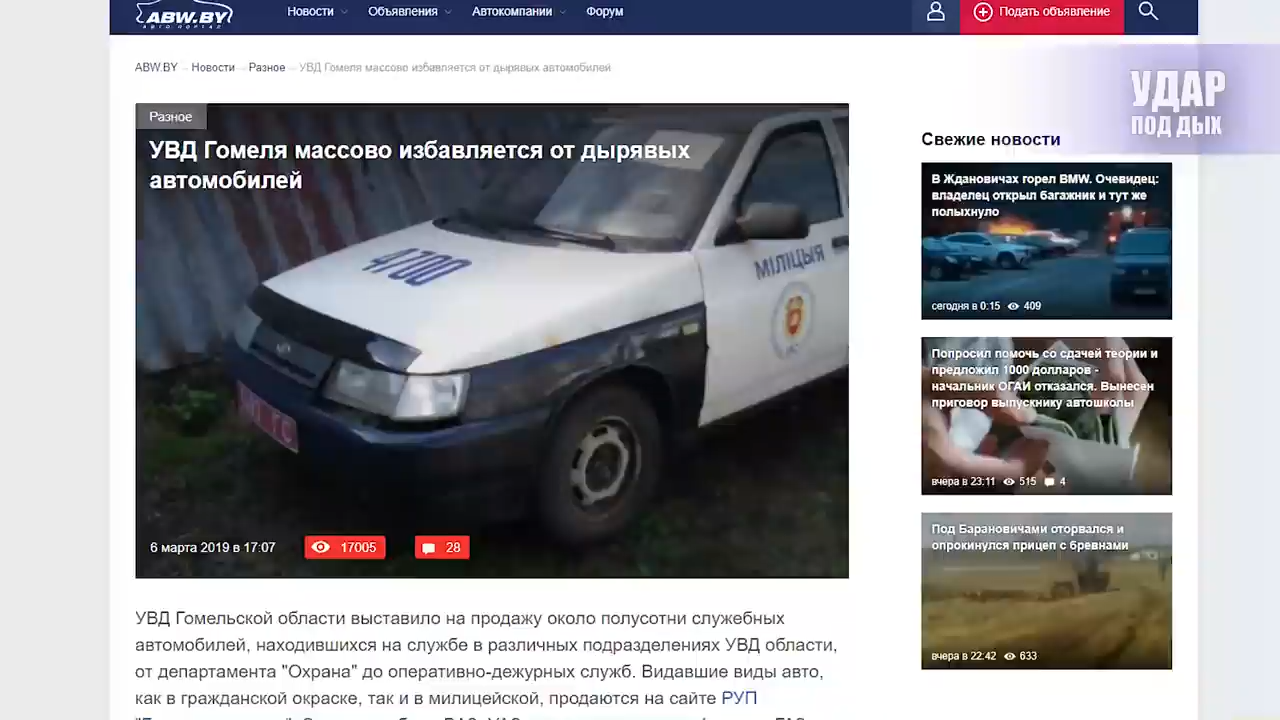 ABW.BY
АВТО ПОРТАЛ
Новости
Объявления
Автокомпании
Форум
Подать объявление
ABW.BY
Новости
Разное
УВД Гомеля массово избавляется от дырявых автомобилей
УДАР
ПОД ДЫХ
Разное
УВД Гомеля массово избавляется от дырявых
автомобилей
4700
МІЛІЦЫЯ
6 марта 2019 в 17:07
17005
28
УВД Гомельской области выставило на продажу около полусотни служебных
автомобилей, находившихся на службе в различных подразделениях УВД области,
от департамента "Охрана" до оперативно-дежурных служб. Видавшие виды авто,
как в гражданской окраске, так и в милицейской, продаются на сайте РУП
Свежие новости
В Ждановичах горел BMW. Очевидец:
владелец открыл багажник и тут же
полыхнуло
сегодня в 0:15 409
Попросил помочь со сдачей теории и
предложил 1000 долларов -
начальник ОГАИ отказался. Вынесен
приговор выпускнику автошколы
вчера в 23:11 515 4
Под Барановичами оторвался и
опрокинулся прицеп с бревнами
вчера в 22:42 633